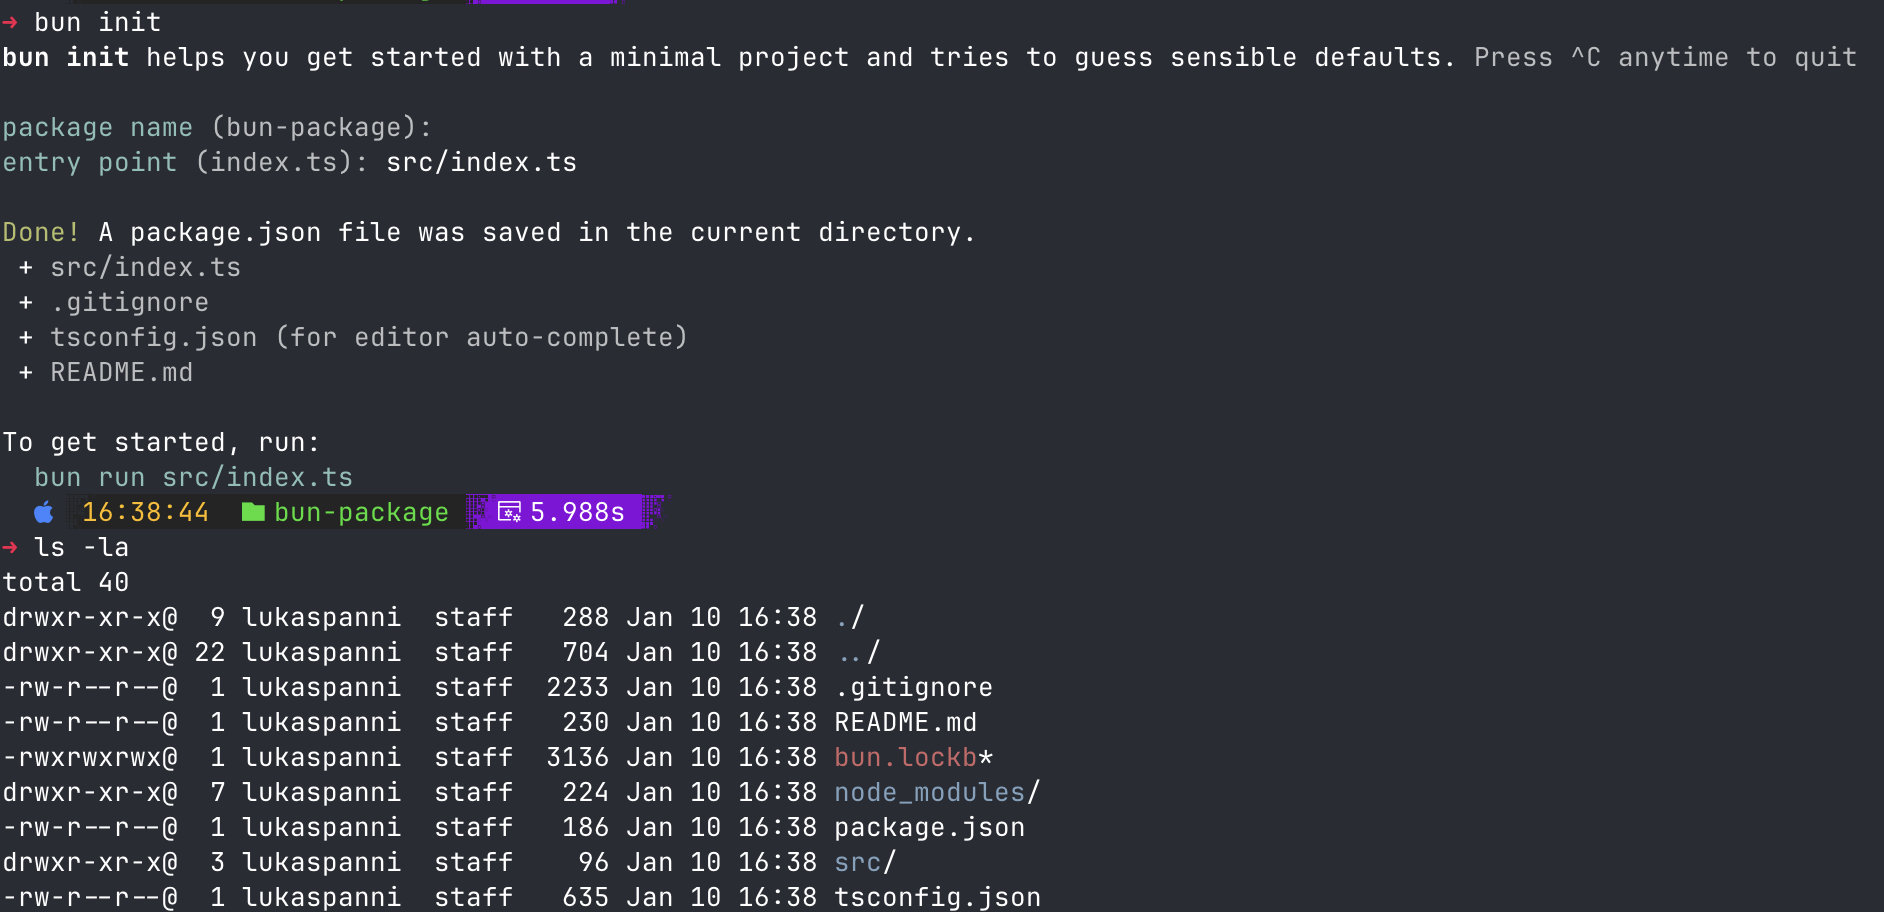 → bun init
bun init helps you get started with a minimal project and tries to guess sensible defaults. Press ^C anytime to quit
package name (bun-package):
entry point (index.ts): src/index.ts
Done! A package.json file was saved in the current directory.
+ src/index.ts
+ .gitignore
+ tsconfig.json (for editor auto-complete)
+ README.md
To get started, run:
bun run src/index.ts
16:38:44 bun-package 5.988s
→ ls -la
total 40
drwxr-xr-x@ 9 lukaspanni staff 288 Jan 10 16:38 ./
drwxr-xr-x@ 22 lukaspanni staff 704 Jan 10 16:38 ../
-rw-r--r--@ 1 lukaspanni staff 2233 Jan 10 16:38 .gitignore
-rw-r--r--@ 1 lukaspanni staff 230 Jan 10 16:38 README.md
-rwxrwxrwx@ 1 lukaspanni staff 3136 Jan 10 16:38 bun.lockb*
drwxr-xr-x@ 7 lukaspanni staff 224 Jan 10 16:38 node_modules/
-rw-r--r--@ 1 lukaspanni staff 186 Jan 10 16:38 package.json
drwxr-xr-x@ 3 lukaspanni staff 96 Jan 10 16:38 src/
-rw-r--r--@ 1 lukaspanni staff 635 Jan 10 16:38 tsconfig.json